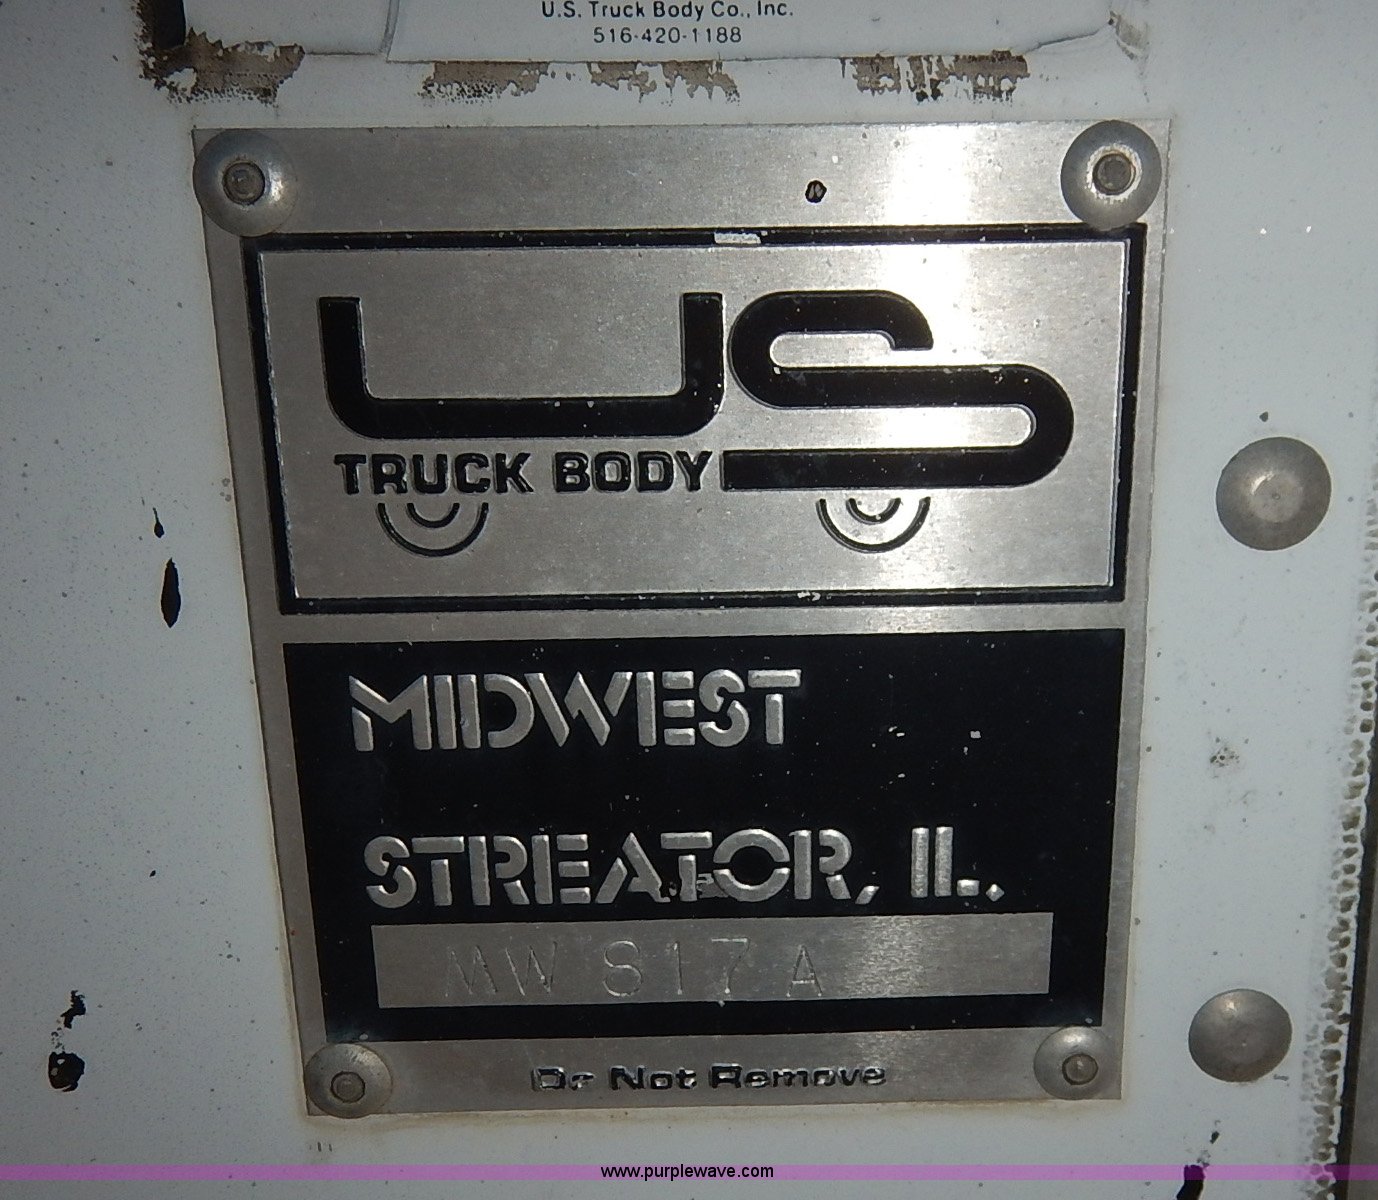 U.S. Truck Body Co., Inc.
516-420-1188
US
TRUCK BODY
MIDWEST
STREATOR, IL.
MW 817 A
Do Not Remove
www.purplewave.com